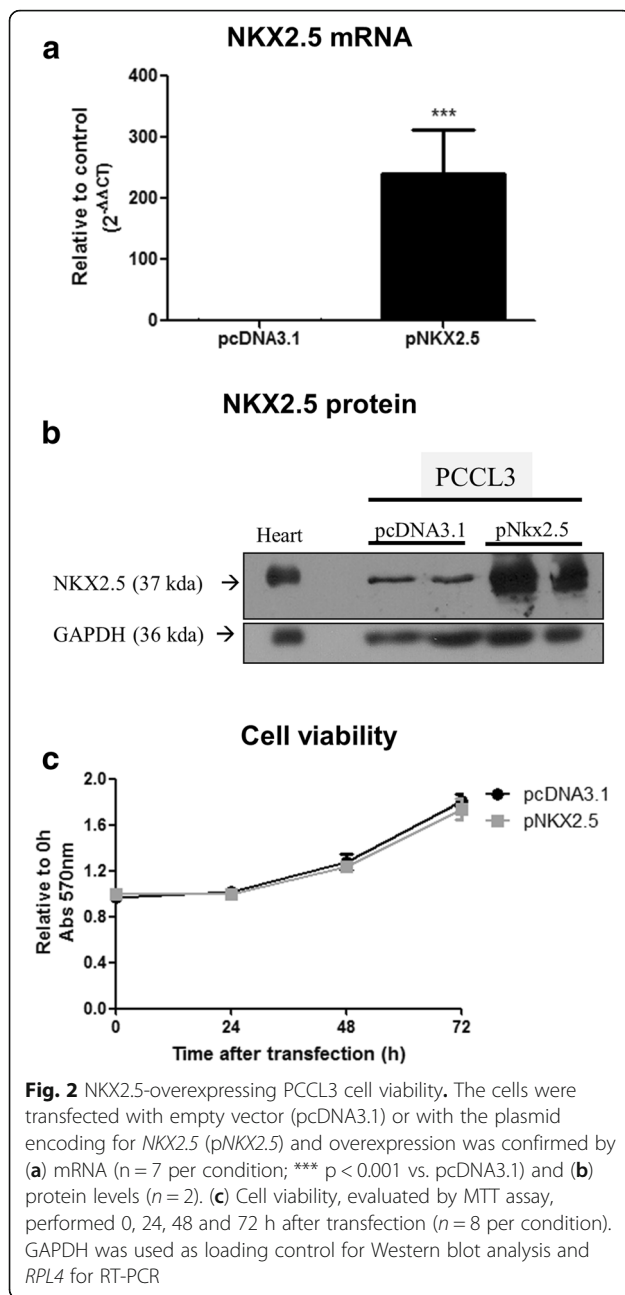 NKX2.5 mRNA
a
Relative to control
(2-ΔΔCT)
400
300
200
100
0
***
pcDNA3.1
pNKX2.5
NKX2.5 protein
b
PCCL3
Heart
pcDNA3.1
pNkx2.5
NKX2.5 (37 kda) →
GAPDH (36 kda) →
Cell viability
c
Relative to 0h
Abs 570nm
2.0
1.6
1.2
0.8
0.4
0.0
0
24
48
72
Time after transfection (h)
pcDNA3.1
pNKX2.5
Fig. 2 NKX2.5-overexpressing PCCL3 cell viability. The cells were
transfected with empty vector (pcDNA3.1) or with the plasmid
encoding for NKX2.5 (pNKX2.5) and overexpression was confirmed by
(a) mRNA (n = 7 per condition; *** p < 0.001 vs. pcDNA3.1) and (b)
protein levels (n = 2). (c) Cell viability, evaluated by MTT assay,
performed 0, 24, 48 and 72 h after transfection (n = 8 per condition).
GAPDH was used as loading control for Western blot analysis and
RPL4 for RT-PCR